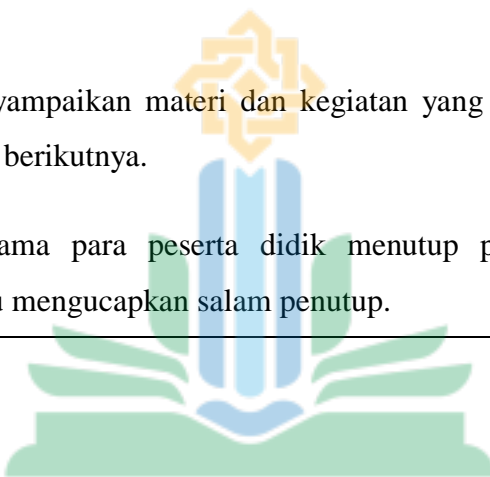 yampaikan materi dan kegiatan yang
berikutnya.
ama para peserta didik menutup p
u mengucapkan salam penutup.